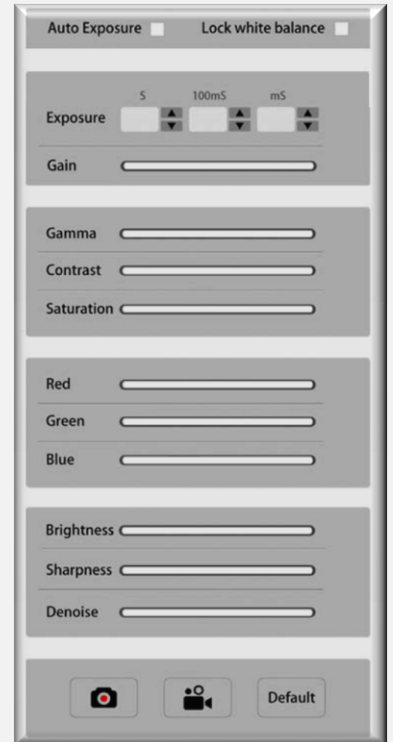 Auto Exposure Lock white balance
S 100mS mS
Exposure
Gain
Gamma
Contrast
Saturation
Red
Green
Blue
Brightness
Sharpness
Denoise
Default